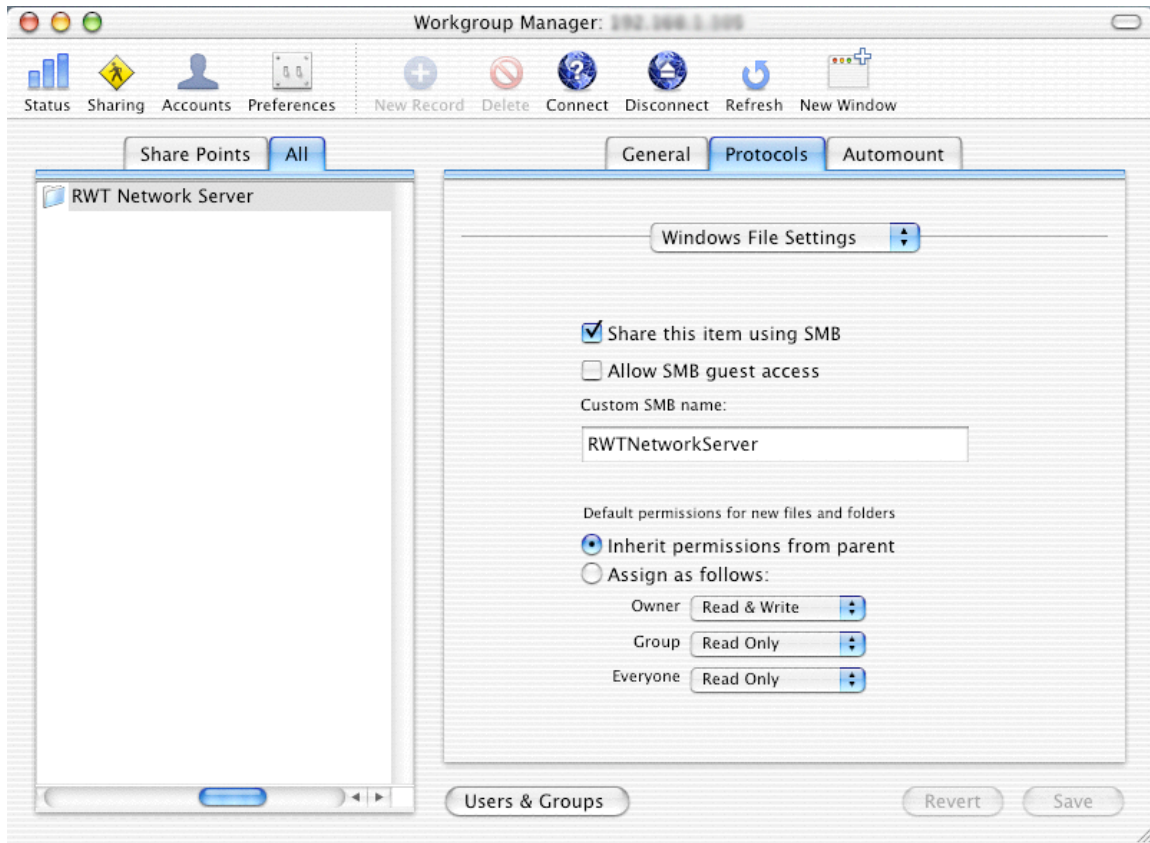 Workgroup Manager:
Status Sharing Accounts Preferences New Record Delete Connect Disconnect Refresh New Window
Share Points All
RWT Network Server
General Protocols Automount
Windows File Settings
Share this item using SMB
Allow SMB guest access
Custom SMB name:
RWTNetworkServer
Default permissions for new files and folders
Inherit permissions from parent
Assign as follows:
Owner Read & Write
Group Read Only
Everyone Read Only
Users & Groups Revert Save